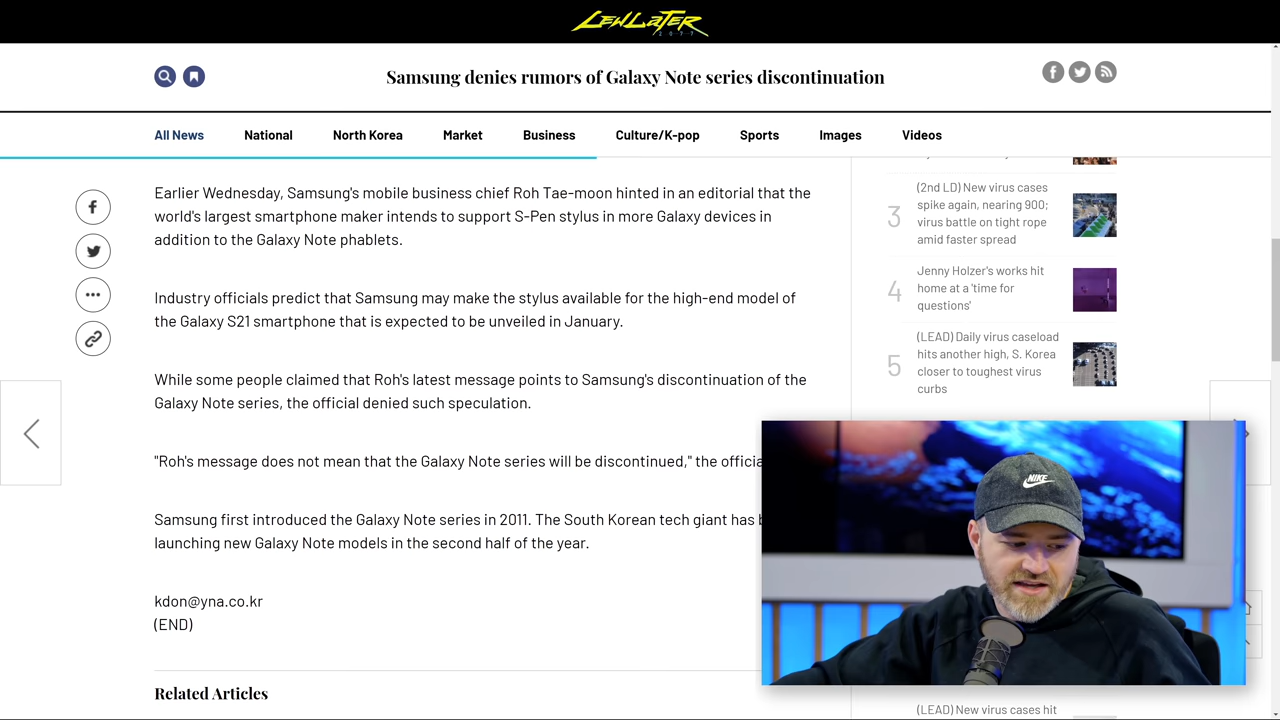 LEWLATER
2077
Samsung denies rumors of Galaxy Note series discontinuation
All News National North Korea Market Business Culture/K-pop Sports Images Videos
Earlier Wednesday, Samsung's mobile business chief Roh Tae-moon hinted in an editorial that the
world's largest smartphone maker intends to support S-Pen stylus in more Galaxy devices in
addition to the Galaxy Note phablets.
Industry officials predict that Samsung may make the stylus available for the high-end model of
the Galaxy S21 smartphone that is expected to be unveiled in January.
While some people claimed that Roh's latest message points to Samsung's discontinuation of the
Galaxy Note series, the official denied such speculation.
"Roh's message does not mean that the Galaxy Note series will be discontinued," the
Samsung first introduced the Galaxy Note series in 2011. The South Korean tech giant has
launching new Galaxy Note models in the second half of the year.
kdon@yna.co.kr
(END)
Related Articles
3
(2nd LD) New virus cases
spike again, nearing 900;
virus battle on tight rope
amid faster spread
4
Jenny Holzer's works hit
home at a 'time for
questions'
5
(LEAD) Daily virus caseload
hits another high, S. Korea
closer to toughest virus
curbs
NIKE
(LEAD) New virus cases hit